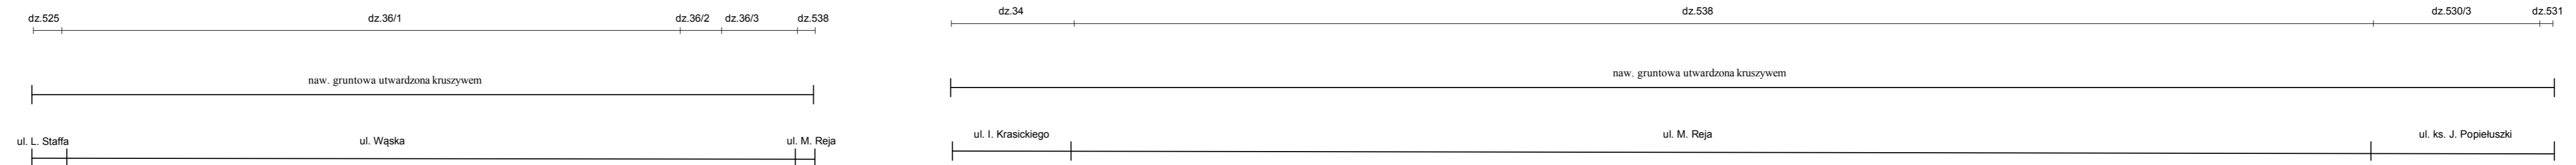 dz.525 dz.36/1 dz.36/2 dz.36/3 dz.538
naw. gruntowa utwardzona kruszywem
ul. L. Staffa ul. Wąska ul. M. Reja
dz.34 dz.538 dz.530/3 dz.531
naw. gruntowa utwardzona kruszywem
ul. I. Krasickiego ul. M. Reja ul. ks. J. Popiełuszki